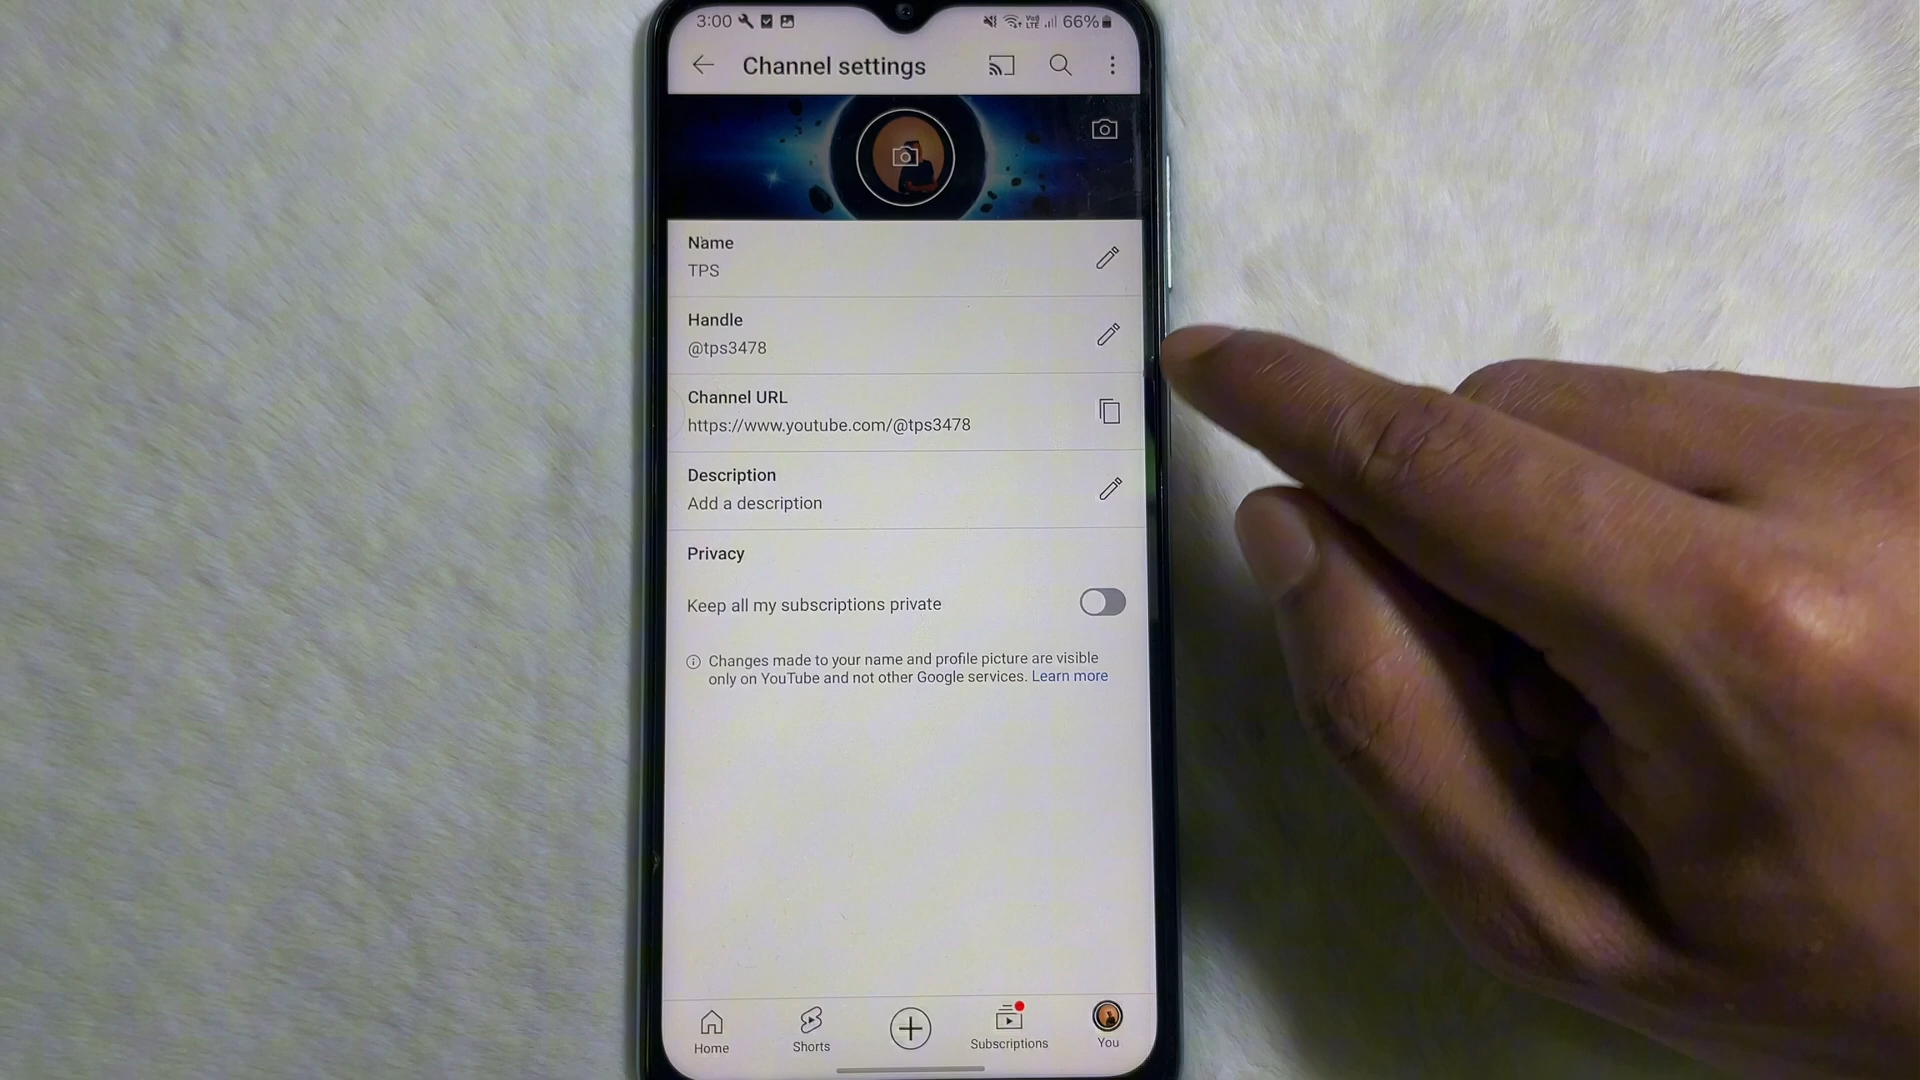 3:00 66%
Channel settings
Name
TPS
Handle
@tps3478
Channel URL
https://www.youtube.com/@tps3478
Description
Add a description
Privacy
Keep all my subscriptions private
Changes made to your name and profile picture are visible
only on YouTube and not other Google services. Learn more
Home Shorts Subscriptions You